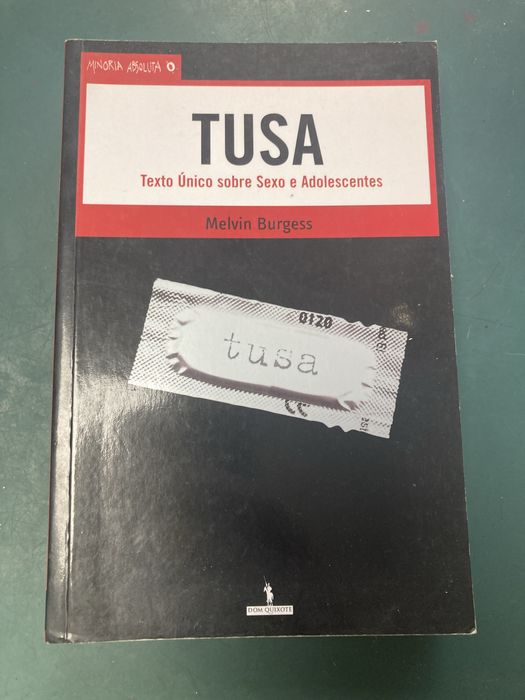 MINORIA ABSOLUTA
TUSA
Texto Único sobre Sexo e Adolescentes
Melvin Burgess
0120
tusa
DOM QUIXOTE